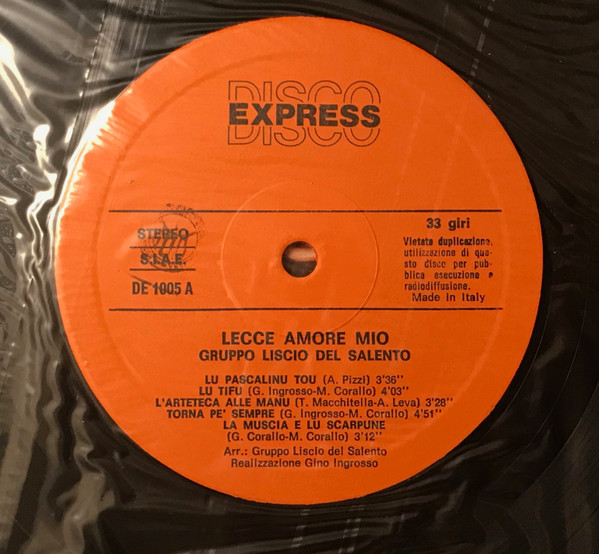 DISCO
EXPRESS
DISCO
STEREO
S.I.A.E.
DE 1005 A
33 giri
Vietata duplicazione,
utilizzazione di que-
sto disco per pub-
blica esecuzione e
radiodiffusione.
Made in Italy
LECCE AMORE MIO
GRUPPO LISCIO DEL SALENTO
LU PASCALINU TOU (A. Pizzi) 3'36''
LU TIFU (G. Ingrosso-M. Corallo) 4'03''
L'ARTETECA ALLE MANU (T. Macchitella-A. Leva) 3'28''
TORNA PE' SEMPRE (G. Ingrosso-M. Corallo) 4'51''
LA MUSCIA E LU SCARPUNE
(G. Corallo-M. Corallo) 3'12''
Arr.: Gruppo Liscio del Salento
Realizzazione Gino Ingrosso